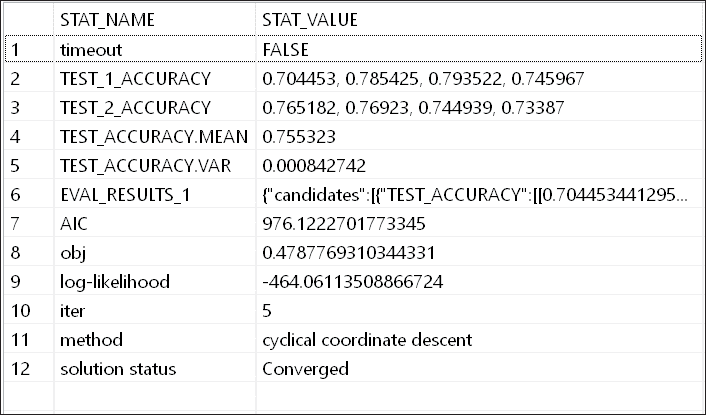 STAT_NAME STAT_VALUE
1 timeout FALSE
2 TEST_1_ACCURACY 0.704453, 0.785425, 0.793522, 0.745967
3 TEST_2_ACCURACY 0.765182, 0.76923, 0.744939, 0.73387
4 TEST_ACCURACY.MEAN 0.755323
5 TEST_ACCURACY.VAR 0.000842742
6 EVAL_RESULTS_1 {"candidates":[{"TEST_ACCURACY":[[0.704453441295...
7 AIC 976.1222701773345
8 obj 0.4787769310344331
9 log-likelihood -464.06113508866724
10 iter 5
11 method cyclical coordinate descent
12 solution status Converged